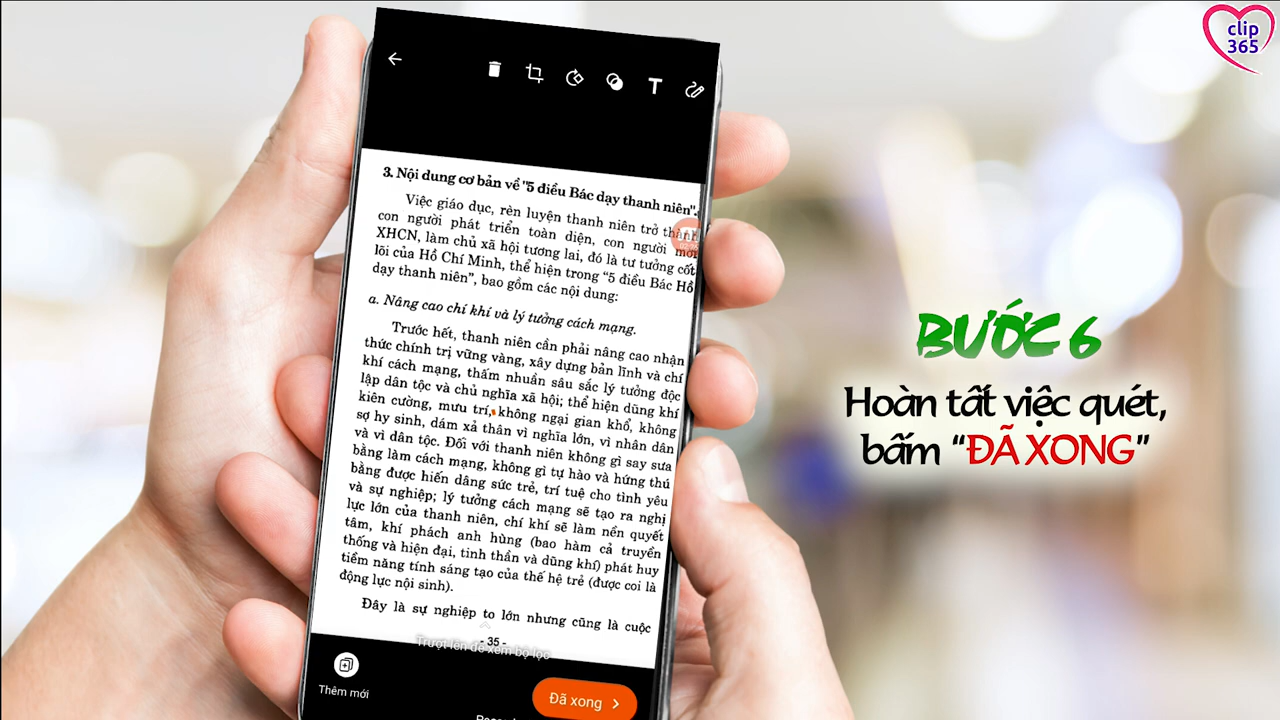 clip
365
3. Nội dung cơ bản về "5 điều Bác dạy thanh niên".
Việc giáo dục, rèn luyện thanh niên trở thành
con người phát triển toàn diện, con người mới
XHCN, làm chủ xã hội tương lai, đó là tư tưởng cốt
lõi của Hồ Chí Minh, thể hiện trong "5 điều Bác Hồ
dạy thanh niên", bao gồm các nội dung:
a. Nâng cao chí khí và lý tưởng cách mạng.
Trước hết, thanh niên cần phải nâng cao nhận
thức chính trị vững vàng, xây dựng bản lĩnh và chí
khí cách mạng, thấm nhuần sâu sắc lý tưởng độc
lập dân tộc và chủ nghĩa xã hội; thể hiện dũng khí
kiên cường, mưu trí, không ngại gian khổ, không
sợ hy sinh, dám xả thân vì nghĩa lớn, vì nhân dân
và vì dân tộc. Đối với thanh niên không gì say sưa
bằng làm cách mạng, không gì tự hào và hứng thú
bằng được hiến dâng sức trẻ, trí tuệ cho tình yêu
và sự nghiệp; lý tưởng cách mạng sẽ tạo ra nghị
lực lớn của thanh niên, chí khí sẽ làm nền quyết
tâm, khí phách anh hùng (bao hàm cả truyền
thống và hiện đại, tinh thần và dũng khí) phát huy
tiềm năng tính sáng tạo của thế hệ trẻ (được coi là
động lực nội sinh).
Đây là sự nghiệp to lớn nhưng cũng là cuộc
- 35 -
Trượt lên để xem bộ lọc
Thêm mới
Đã xong
BƯỚC 6
Hoàn tất việc quét,
bấm "ĐÃ XONG"